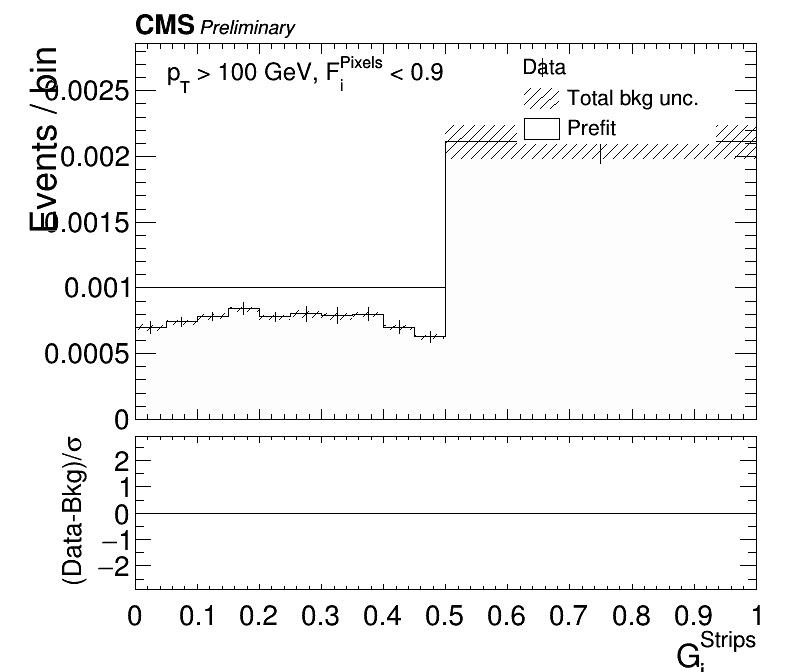 CMS Preliminary
p_T > 100 GeV, F_i^Pixels < 0.9
Data
Total bkg unc.
Prefit
Events / bin
0.0025
0.002
0.0015
0.001
0.0005
0
(Data-Bkg)/σ
2
1
0
−1
−2
0 0.1 0.2 0.3 0.4 0.5 0.6 0.7 0.8 0.9 1
G_i^Strips